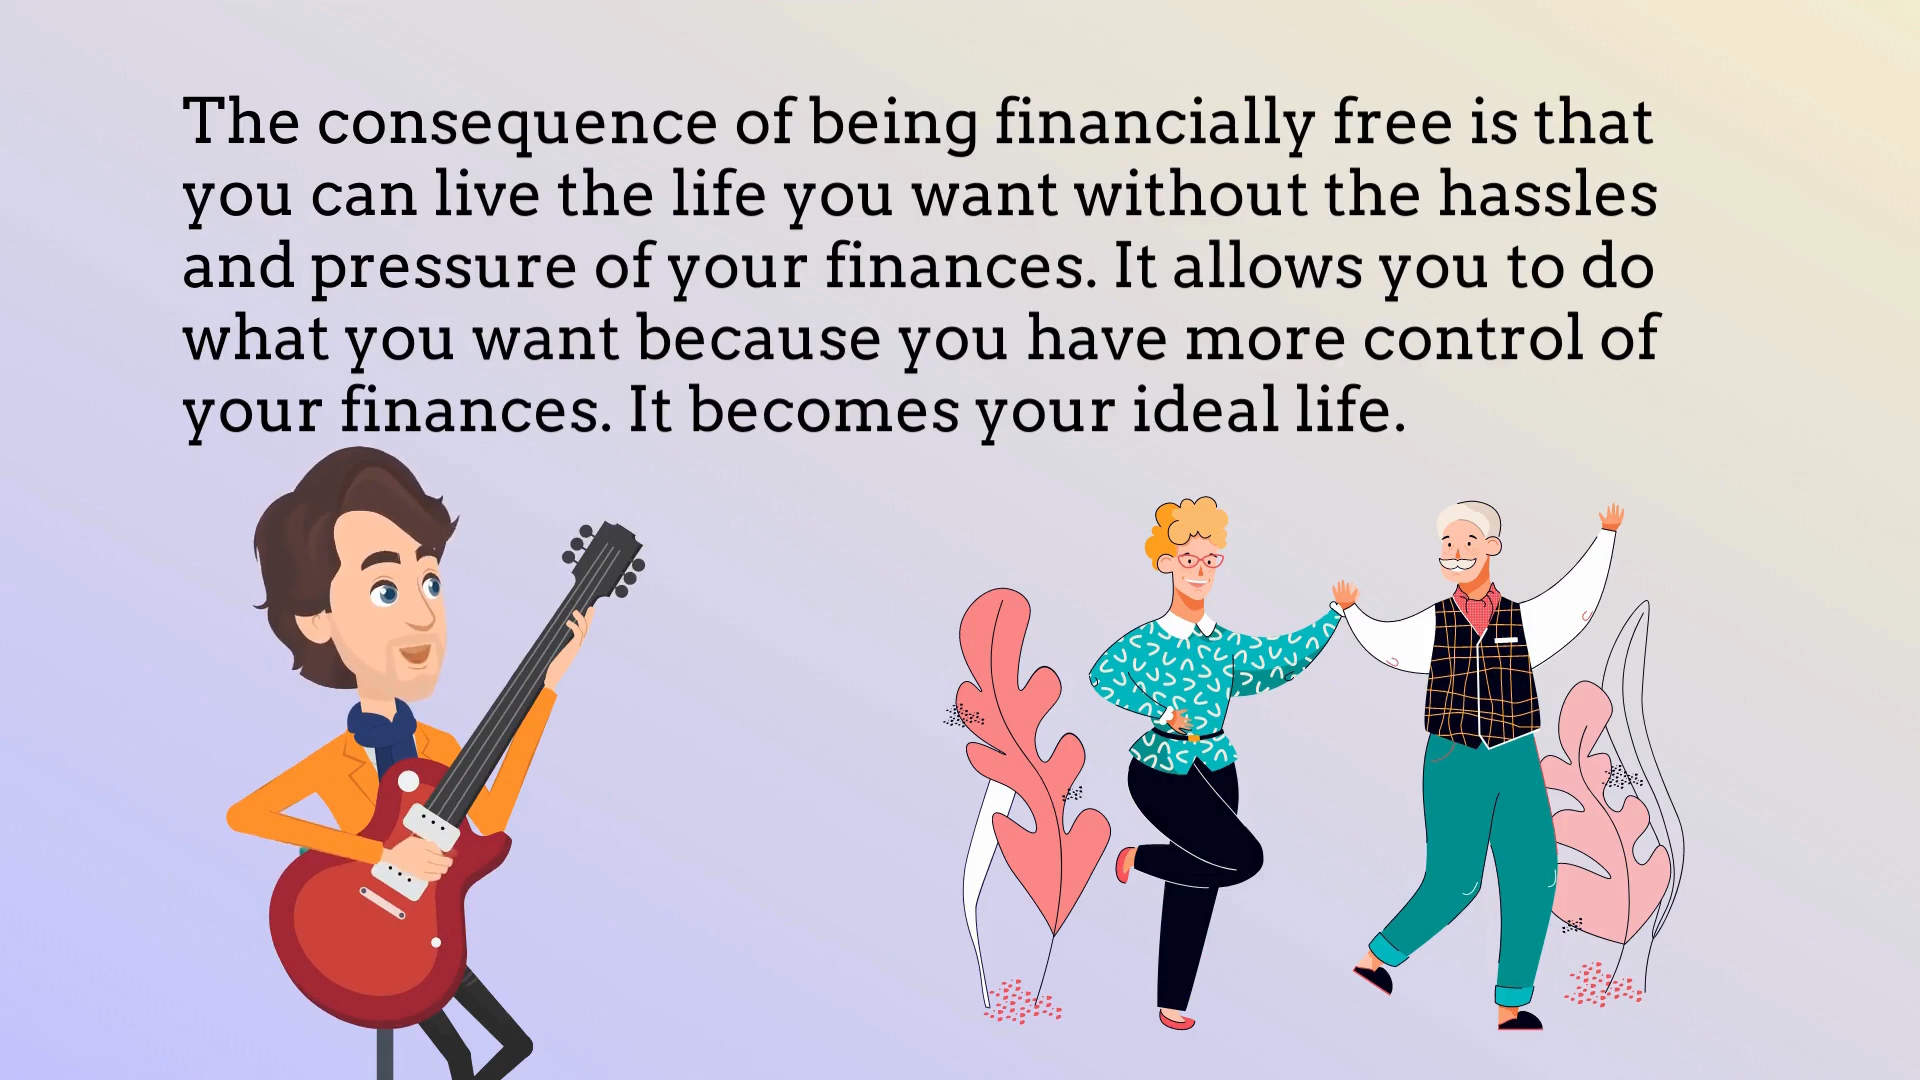 The consequence of being financially free is that
you can live the life you want without the hassles
and pressure of your finances. It allows you to do
what you want because you have more control of
your finances. It becomes your ideal life.